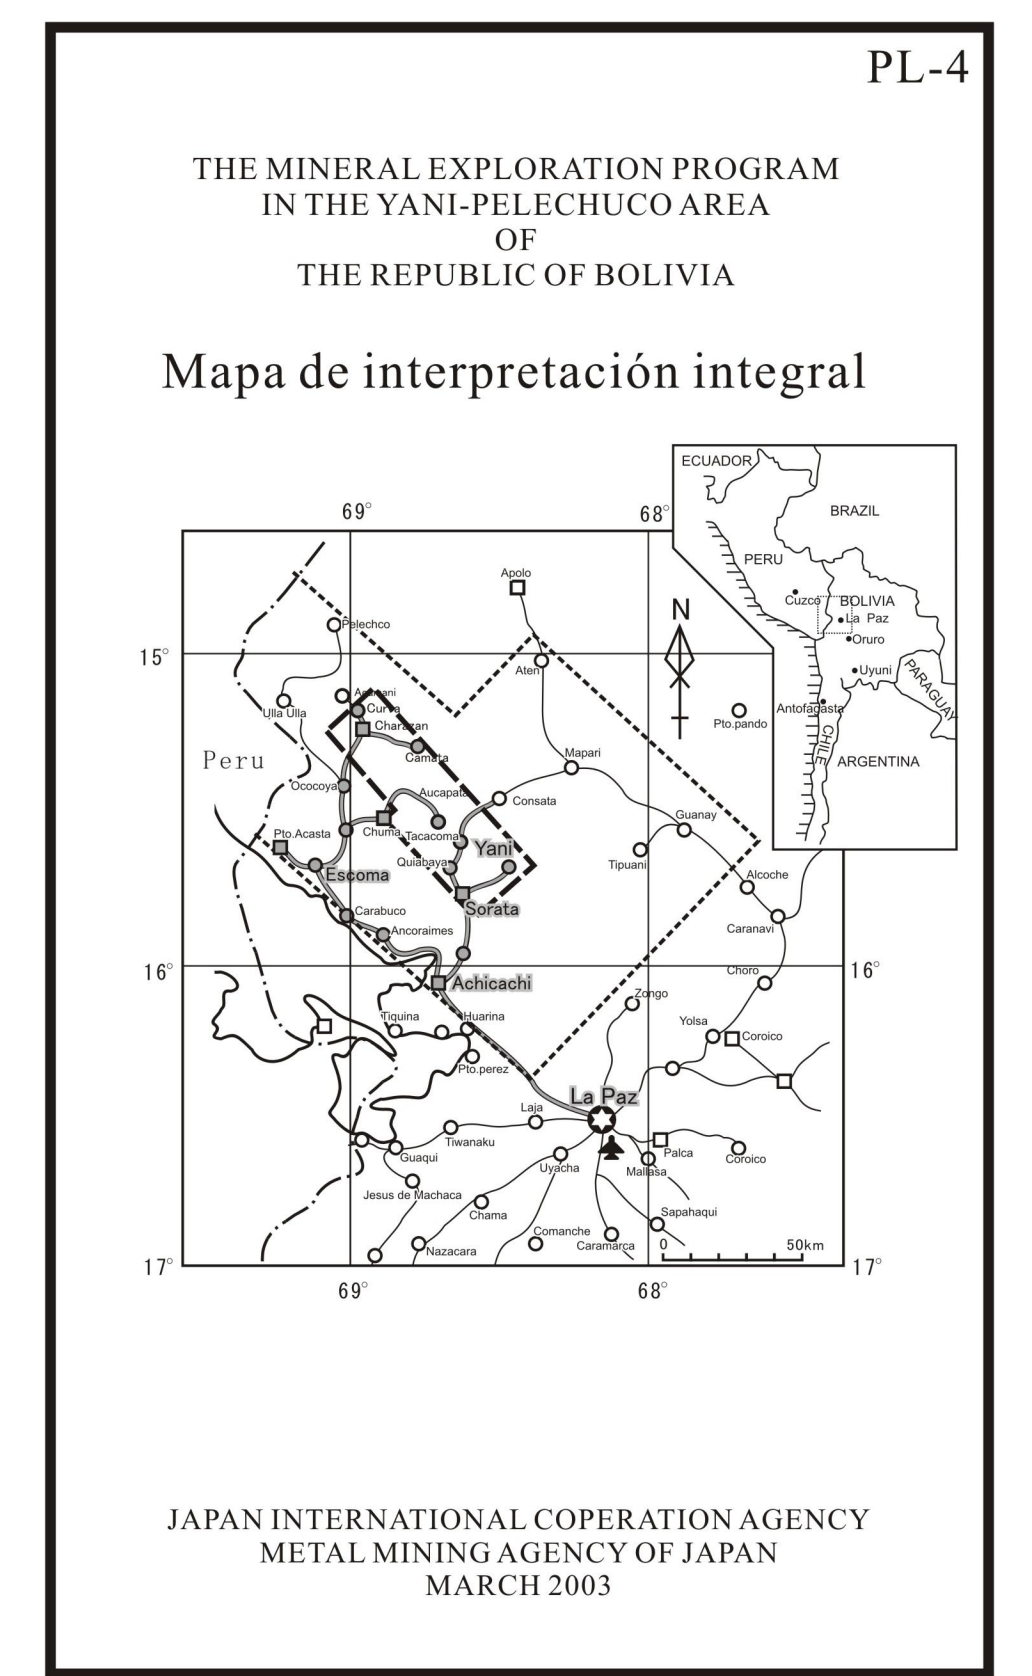 PL-4
THE MINERAL EXPLORATION PROGRAM
IN THE YANI-PELECHUCO AREA
OF
THE REPUBLIC OF BOLIVIA
Mapa de interpretación integral
ECUADOR
BRAZIL
PERU
Cuzco
BOLIVIA
La Paz
Oruro
Uyuni
PARAGUAY
Antofagasta
CHILE
ARGENTINA
69°
68°
Apolo
N
Pelechco
15°
Aten
Curva
Ulla Ulla
Charazan
Pto.pando
Camata
Mapari
Peru
Ococoya
Aucapata
Consata
Guanay
Pto.Acasta
Chuma
Tacacoma
Yani
Quiabaya
Tipuani
Escoma
Alcoche
Sorata
Carabuco
Ancoraimes
Caranavi
16°
16°
Achicachi
Choro
Zongo
Tiquina
Huarina
Yolsa
Coroico
Pto.perez
La Paz
Laja
Tiwanaku
Palca
Guaqui
Coroico
Uyacha
Mallasa
Jesus de Machaca
Chama
Sapahaqui
Comanche
Caramarca
Nazacara
0
50km
17°
17°
69°
68°
JAPAN INTERNATIONAL COPERATION AGENCY
METAL MINING AGENCY OF JAPAN
MARCH 2003